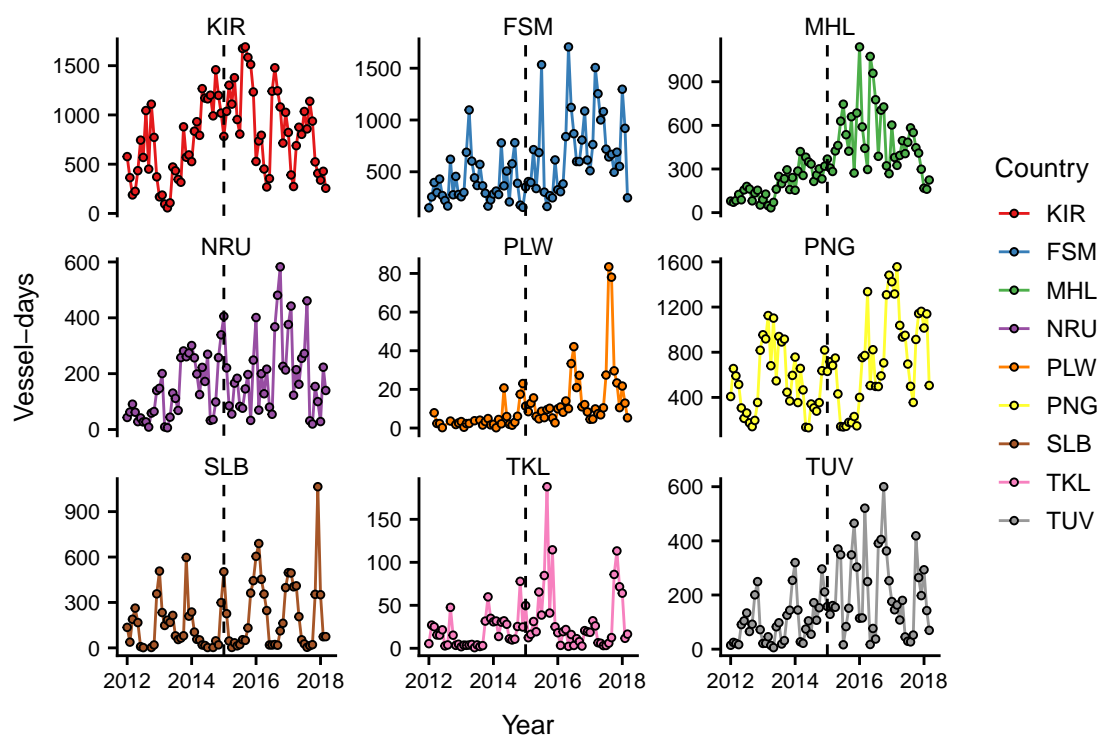 KIR FSM MHL
1500
1000
500
0
1500
1000
500
900
600
300
0
NRU PLW PNG
600
400
200
0
80
60
40
20
0
1600
1200
800
400
SLB TKL TUV
900
600
300
0
150
100
50
0
600
400
200
0
2012 2014 2016 2018
2012 2014 2016 2018
2012 2014 2016 2018
Vessel−days
Year
Country
KIR
FSM
MHL
NRU
PLW
PNG
SLB
TKL
TUV